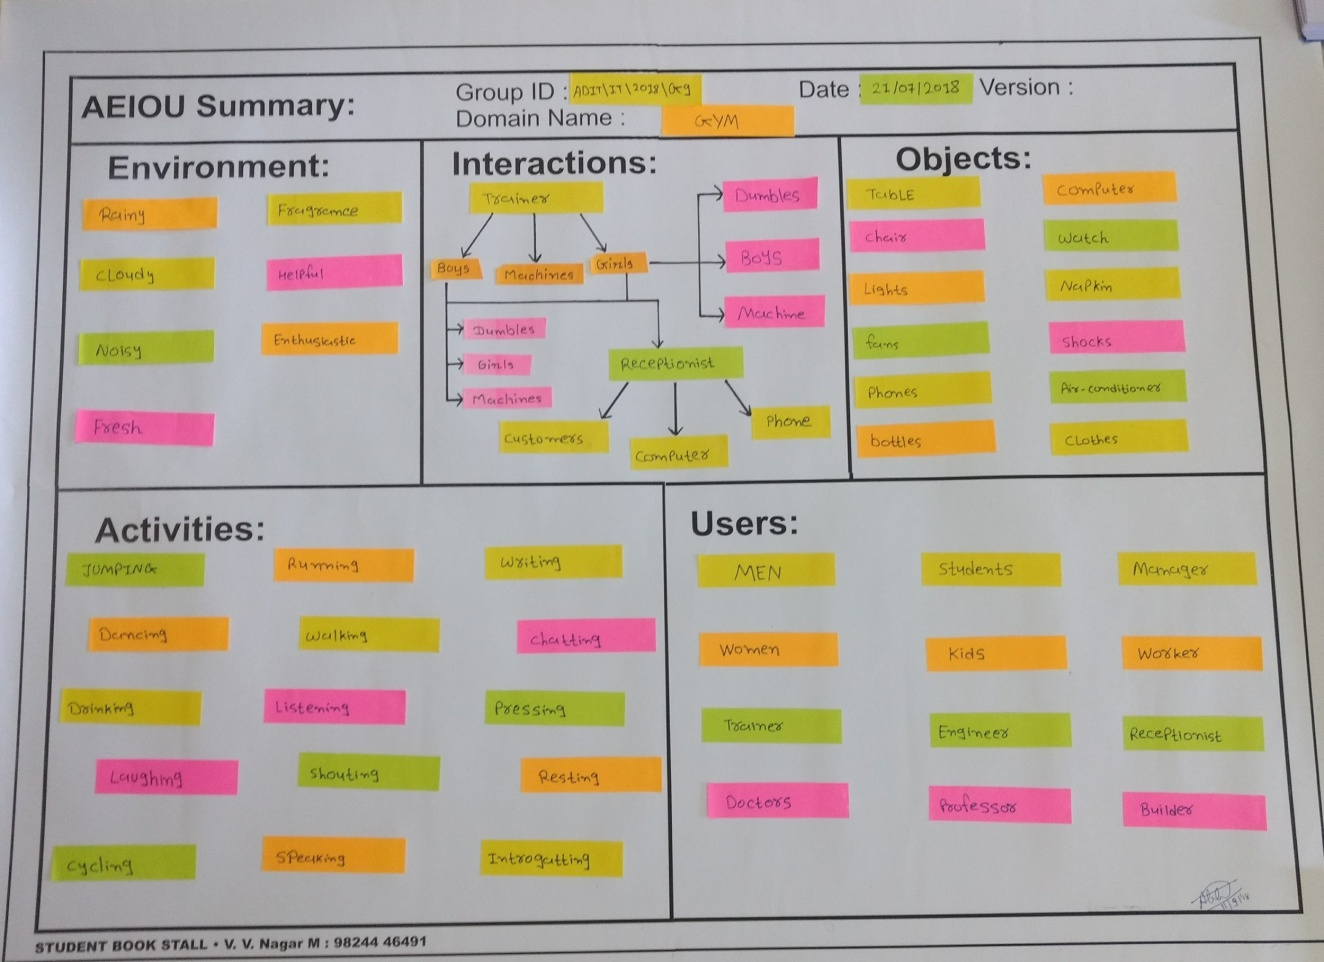 AEIOU Summary:
Group ID : ADIT\IT\2018\G29
Date : 21/07/2018 Version :
Domain Name : GYM
Environment:
Rainy Fragrance
Cloudy Helpful
Noisy Enthusiastic
Fresh
Interactions:
Trainer
Boys Machines Girls
Dumbles
Boys
Machine
Dumbles
Girls
Machines
Receptionist
Customers Computer Phone
Objects:
Table Computer
Chair Watch
Lights Napkin
fans Shocks
Phones Air-conditioner
bottles Clothes
Activities:
JUMPING Running Writing
Dancing Walking Chatting
Drinking Listening Pressing
Laughing Shouting Resting
Cycling Speaking Introgatting
Users:
MEN Students Manager
Women Kids Worker
Trainer Engineer Receptionist
Doctors Professor Builder
STUDENT BOOK STALL • V. V. Nagar M : 98244 46491